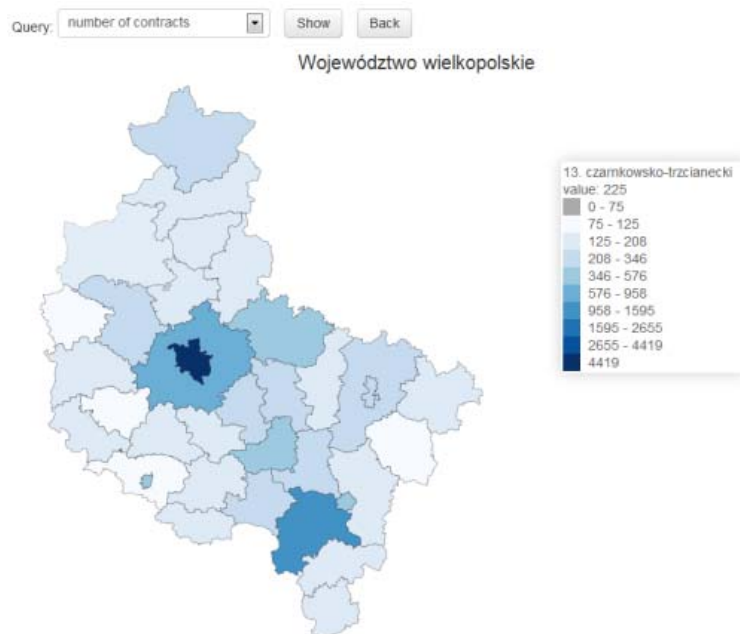 Query: number of contracts Show Back
Województwo wielkopolskie
13. czarnkowsko-trzcianecki
value: 225
0 - 75
75 - 125
125 - 208
208 - 346
346 - 576
576 - 958
958 - 1595
1595 - 2655
2655 - 4419
4419